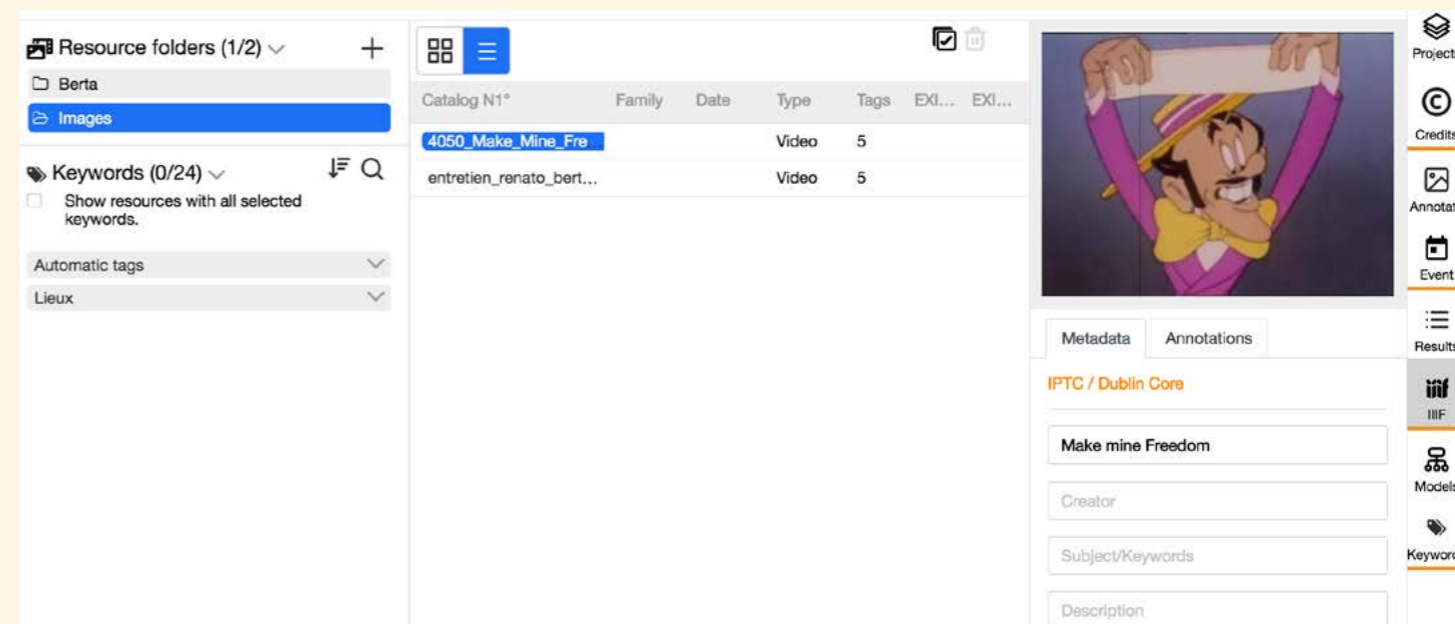 Resource folders (1/2)
Berta
Images
Keywords (0/24)
Show resources with all selected
keywords.
Automatic tags
Lieux
Catalog N1° Family Date Type Tags EXI... EXI...
4050_Make_Mine_Fre
Video 5
entretien_renato_bert... Video 5
Metadata Annotations
IPTC / Dublin Core
Make mine Freedom
Creator
Subject/Keywords
Description
Project
Credits
Annotat
Event
Results
IIIF
Models
Keyword